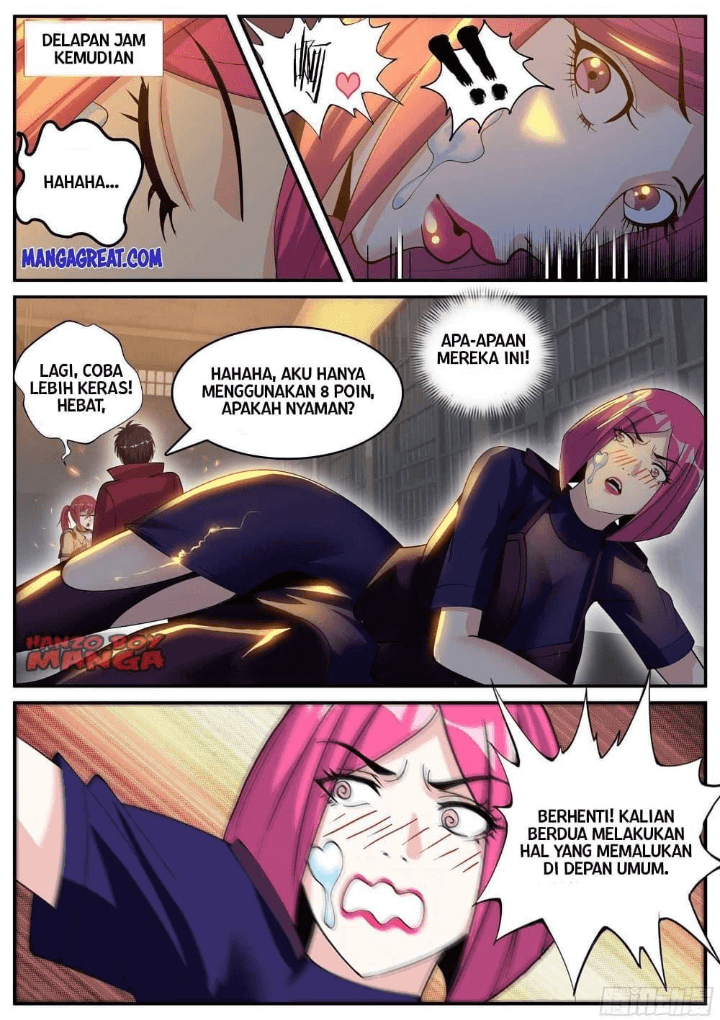 DELAPAN JAM
KEMUDIAN
!!
HAHAHA...
MANGAGREAT.COM
APA-APAAN
MEREKA INI!
LAGI, COBA
LEBIH KERAS!
HEBAT,
HAHAHA, AKU HANYA
MENGGUNAKAN 8 POIN,
APAKAH NYAMAN?
HANZO BOY
MANGA
BERHENTI! KALIAN
BERDUA MELAKUKAN
HAL YANG MEMALUKAN
DI DEPAN UMUM.